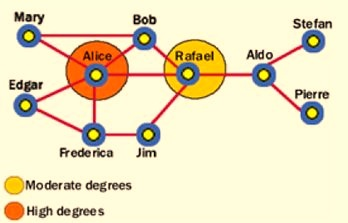 Mary
Bob
Stefan
Alice
Rafael
Aldo
Edgar
Pierre
Frederica
Jim
Moderate degrees
High degrees